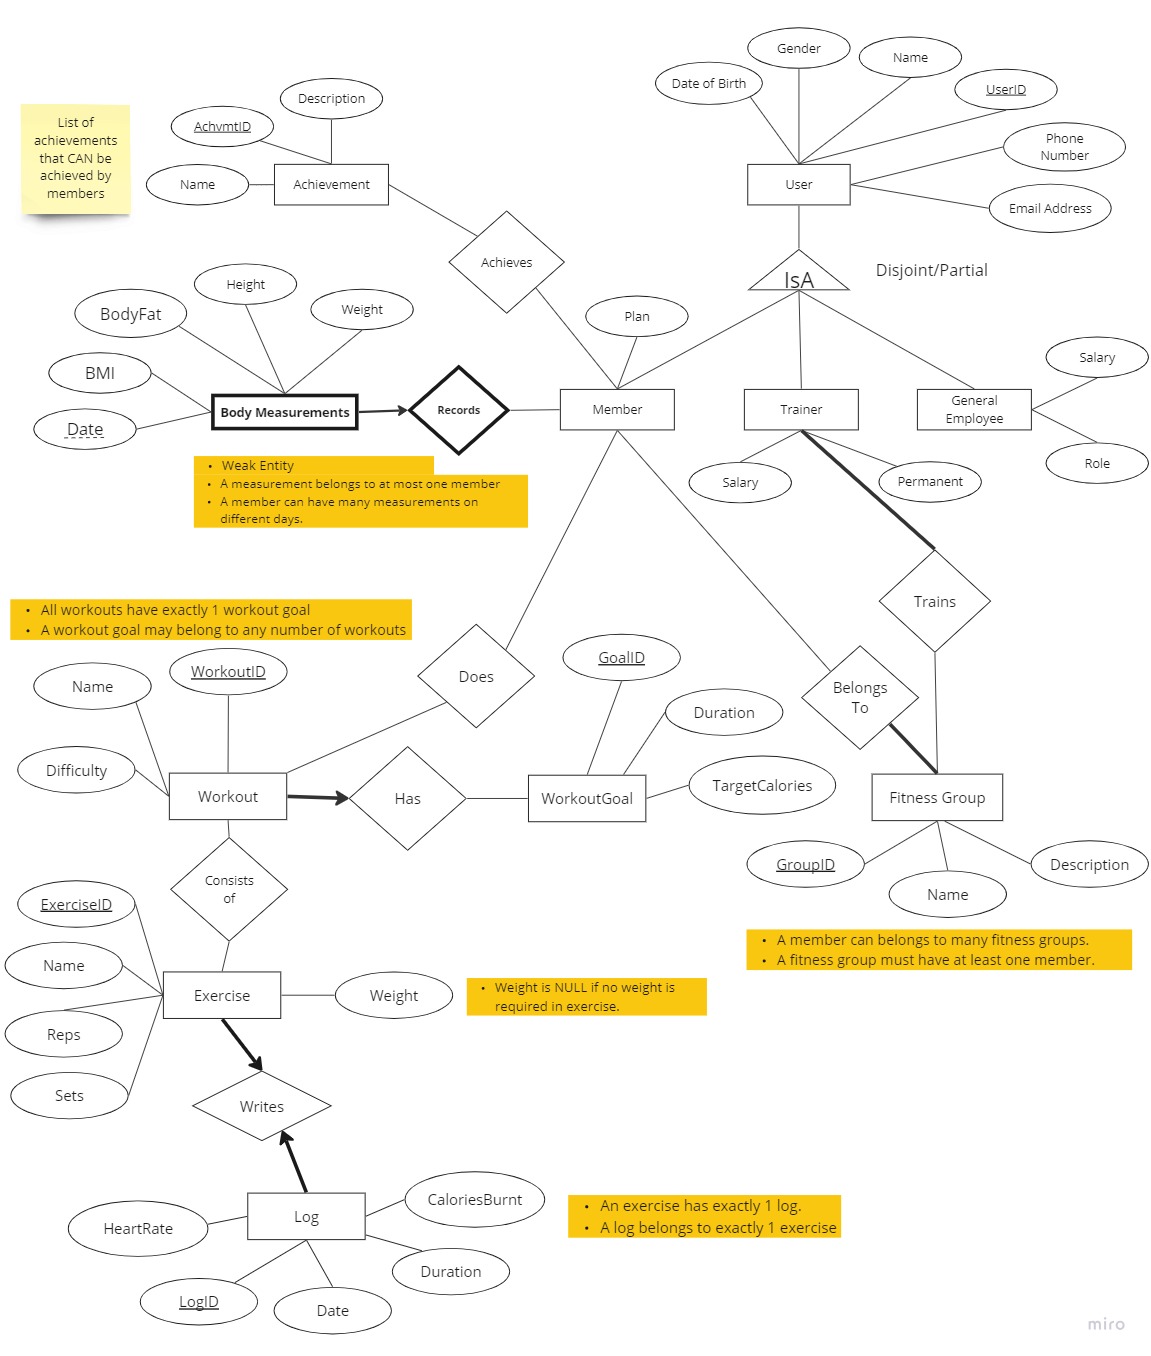 Gender
Name
Date of Birth
UserID
Description
AchvmtID
Name
Achievement
List of
achievements
that CAN be
achieved by
members
Phone
Number
User
Email Address
Achieves
IsA
Disjoint/Partial
Height
BodyFat
Weight
Plan
BMI
Date
Body Measurements
Records
Member
Trainer
General
Employee
Salary
Role
Salary
Permanent
• Weak Entity
• A measurement belongs to at most one member
• A member can have many measurements on
different days.
• All workouts have exactly 1 workout goal
• A workout goal may belong to any number of workouts
Trains
Name
WorkoutID
Does
GoalID
Belongs
To
Duration
Difficulty
Workout
Has
WorkoutGoal
TargetCalories
Fitness Group
GroupID
Name
Description
Consists
of
ExerciseID
Name
Exercise
Weight
Reps
Sets
• Weight is NULL if no weight is
required in exercise.
• A member can belongs to many fitness groups.
• A fitness group must have at least one member.
Writes
CaloriesBurnt
HeartRate
Log
Duration
LogID
Date
• An exercise has exactly 1 log.
• A log belongs to exactly 1 exercise
miro